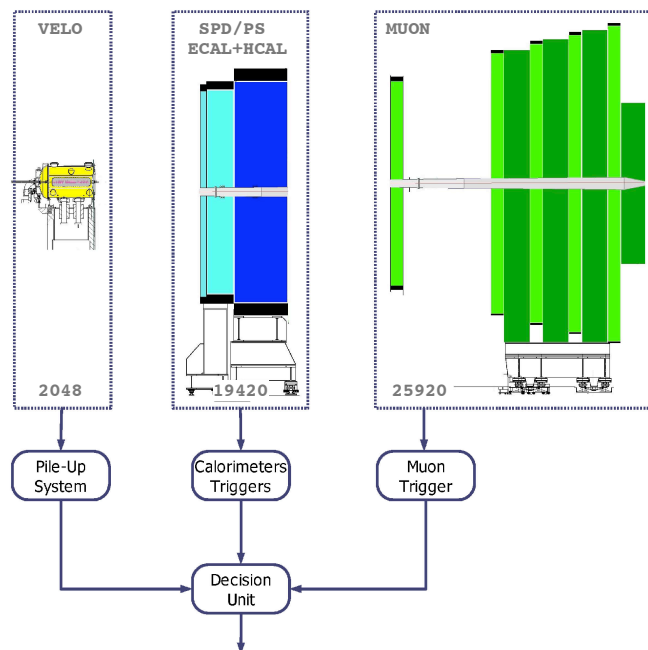 VELO
SPD/PS
ECAL+HCAL
MUON
2048
19420
25920
Pile-Up
System
Calorimeters
Triggers
Muon
Trigger
Decision
Unit